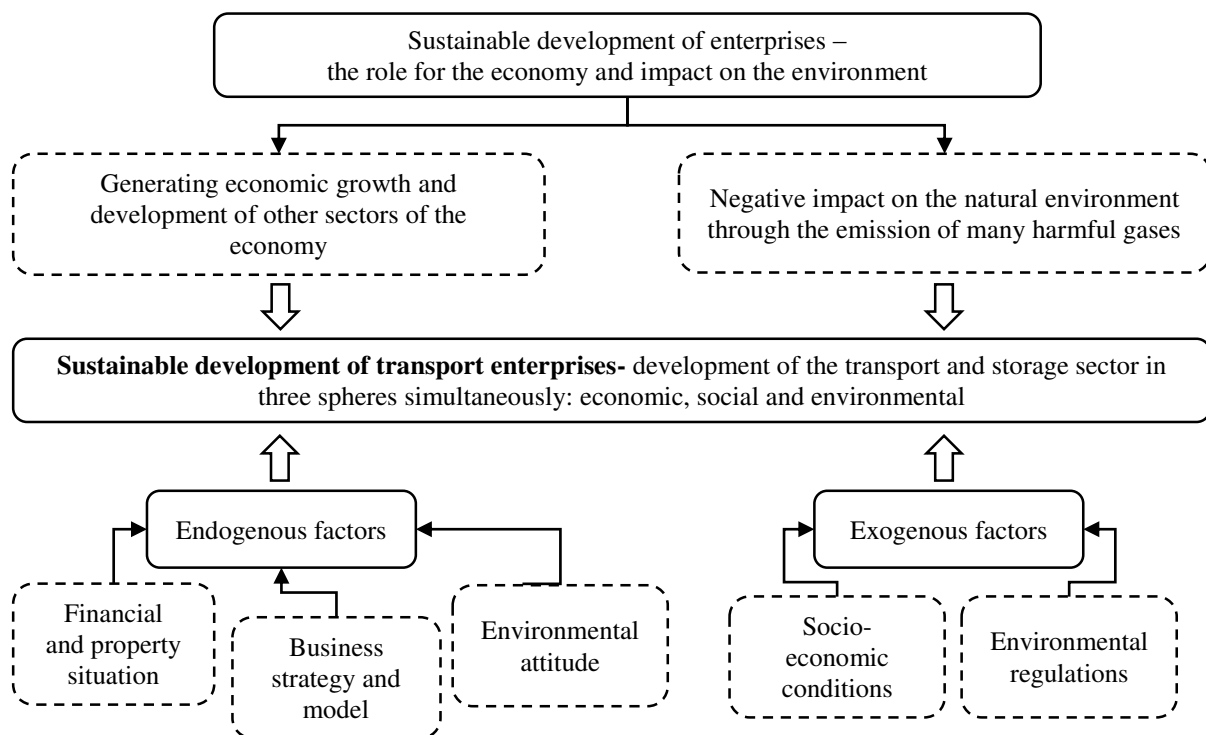 Sustainable development of enterprises –
the role for the economy and impact on the environment
Generating economic growth and
development of other sectors of the
economy
Negative impact on the natural environment
through the emission of many harmful gases
Sustainable development of transport enterprises- development of the transport and storage sector in
three spheres simultaneously: economic, social and environmental
Endogenous factors
Exogenous factors
Financial
and property
situation
Business
strategy and
model
Environmental
attitude
Socio-
economic
conditions
Environmental
regulations